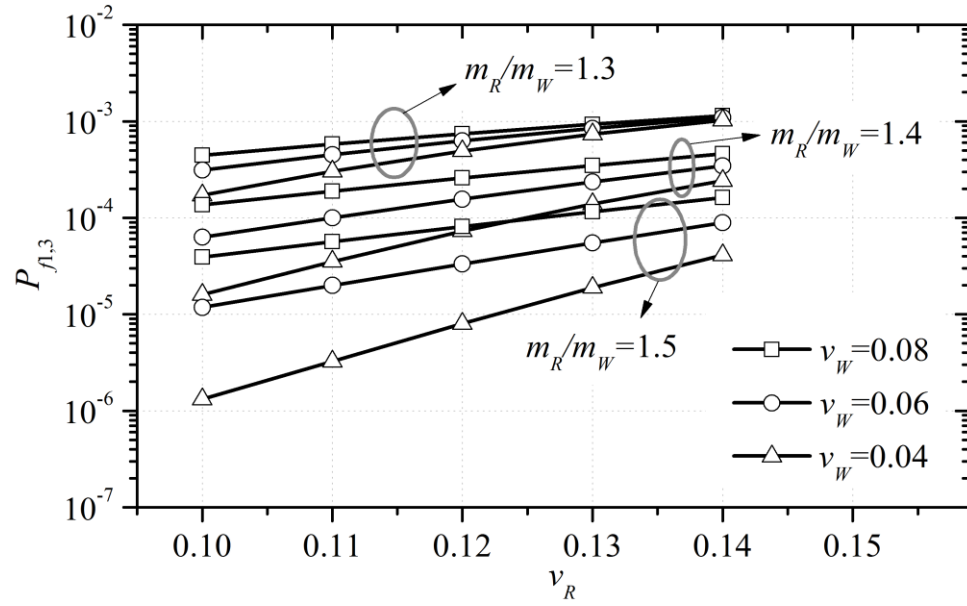 10^-2
10^-3
10^-4
10^-5
10^-6
10^-7
P_f1,3
m_R/m_W=1.3
m_R/m_W=1.4
m_R/m_W=1.5
v_W=0.08
v_W=0.06
v_W=0.04
0.10 0.11 0.12 0.13 0.14 0.15
v_R